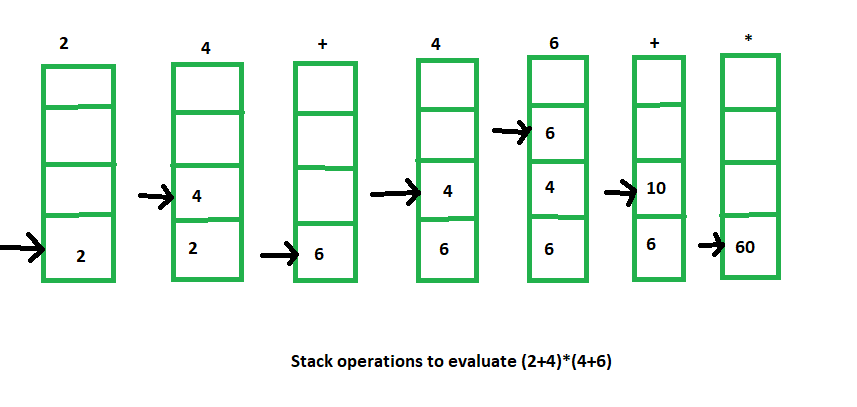 2 4 + 4 6 + *
6
4 4 4 10
2 2 6 6 6 6 60
Stack operations to evaluate (2+4)*(4+6)